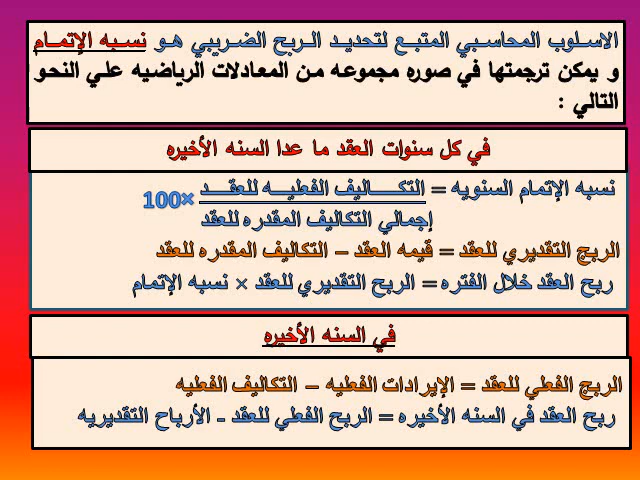 الاسلوب المحاسبي المتبع لتحديد الربح الضريبي هو نسبه الإتمام
و يمكن ترجمتها في صوره مجموعه من المعادلات الرياضيه علي النحو
التالي :
في كل سنوات العقد ما عدا السنه الأخيره
نسبه الإتمام السنويه = التكاليف الفعليه للعقد ×100
إجمالي التكاليف المقدره للعقد
الربح التقديري للعقد = قيمه العقد – التكاليف المقدره للعقد
ربح العقد خلال الفتره = الربح التقديري للعقد × نسبه الإتمام
في السنه الأخيره
الربح الفعلي للعقد = الإيرادات الفعليه – التكاليف الفعليه
ربح العقد في السنه الأخيره = الربح الفعلي للعقد - الأرباح التقديريه